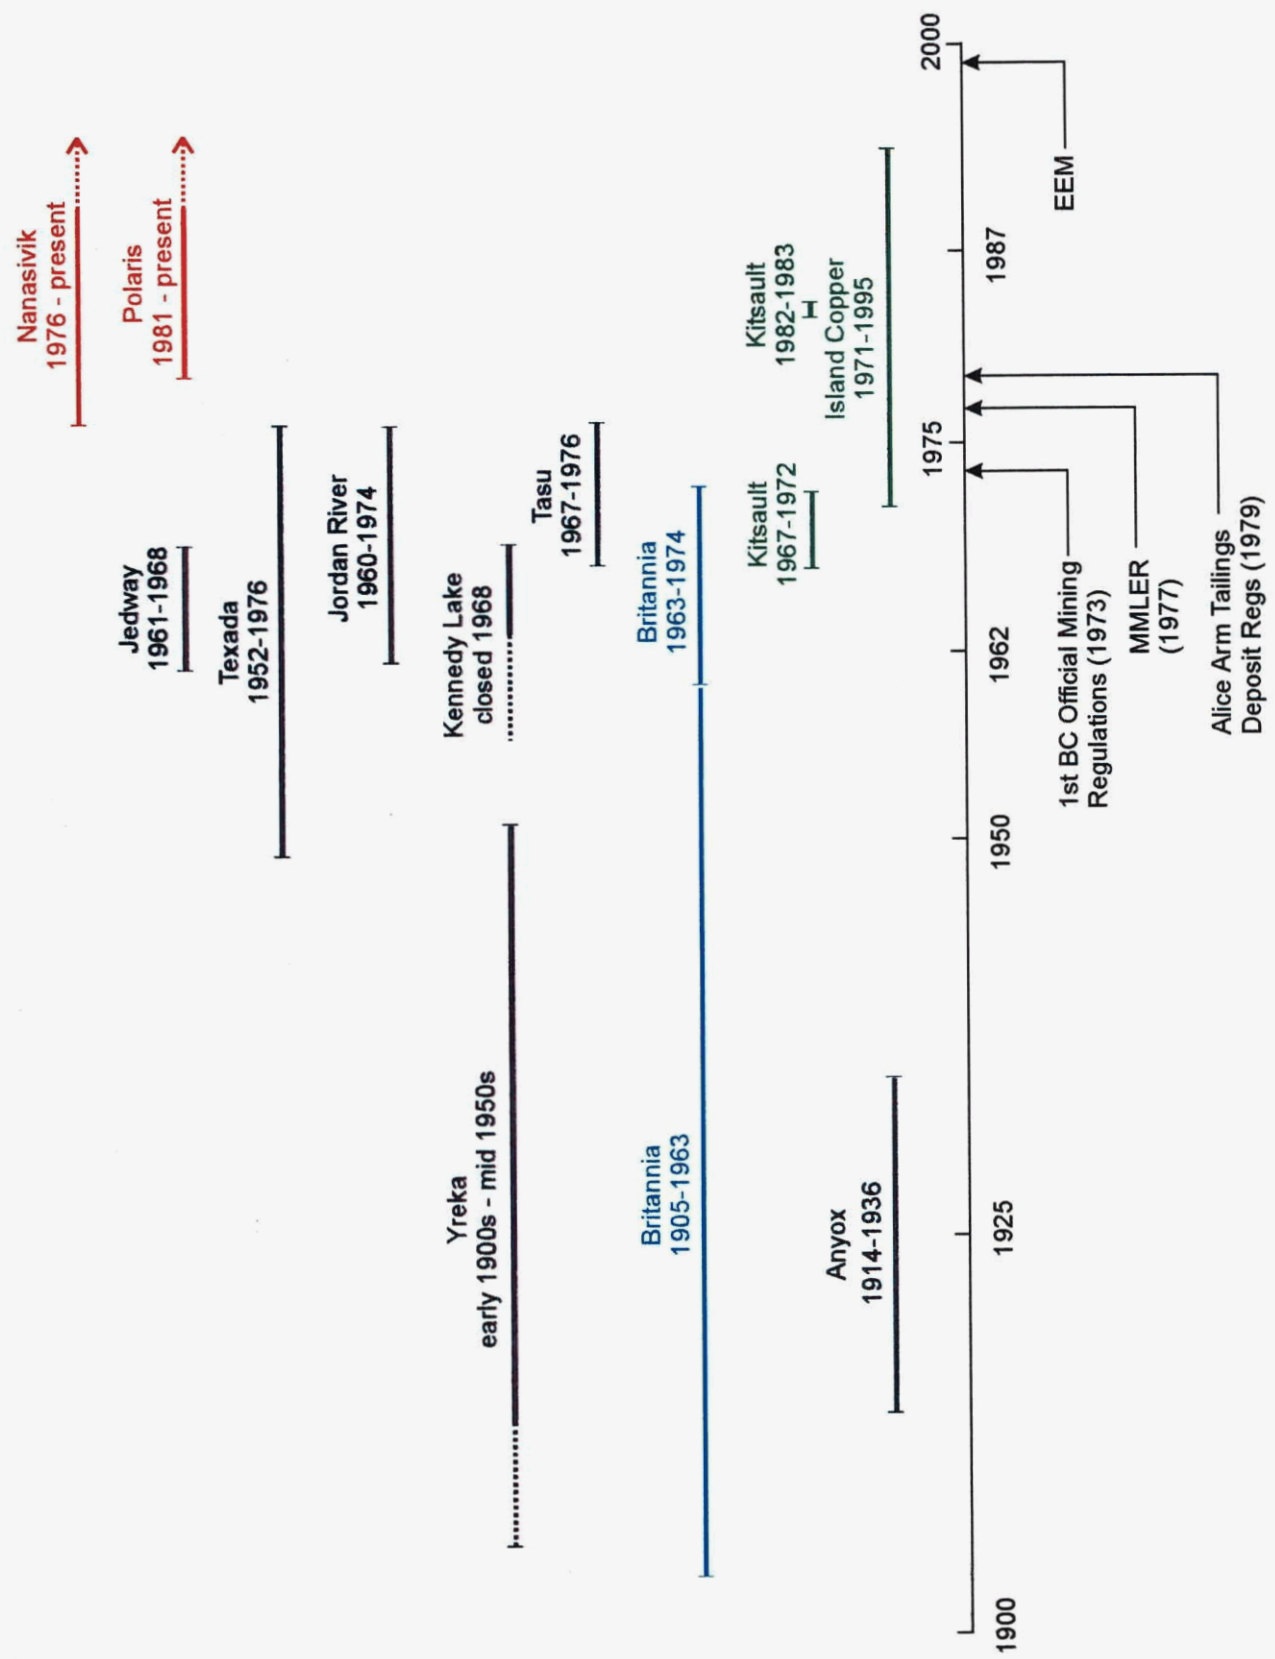 Nanasivik
1976 - present
Polaris
1981 - present
Jedway
1961-1968
Texada
1952-1976
Jordan River
1960-1974
Kennedy Lake
closed 1968
Yreka
early 1900s - mid 1950s
Tasu
1967-1976
Britannia
1905-1963
Britannia
1963-1974
Kitsault
1967-1972
Kitsault
1982-1983
Island Copper
1971-1995
Anyox
1914-1936
1900
1925
1950
1962
1975
1987
2000
1st BC Official Mining
Regulations (1973)
MMLER
(1977)
Alice Arm Tailings
Deposit Regs (1979)
EEM